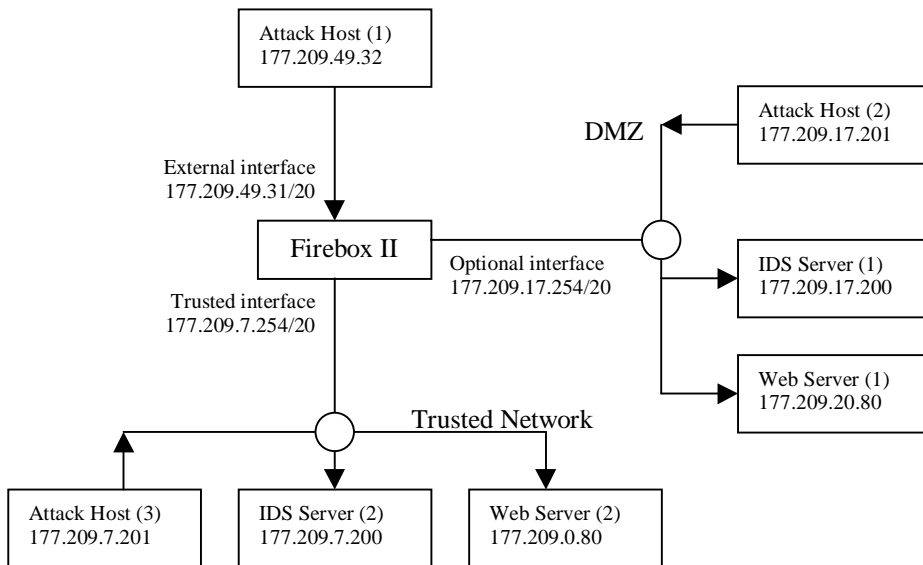 Attack Host (1)
177.209.49.32
Attack Host (2)
177.209.17.201
DMZ
External interface
177.209.49.31/20
Firebox II
Optional interface
177.209.17.254/20
IDS Server (1)
177.209.17.200
Trusted interface
177.209.7.254/20
Web Server (1)
177.209.20.80
Trusted Network
Attack Host (3)
177.209.7.201
IDS Server (2)
177.209.7.200
Web Server (2)
177.209.0.80